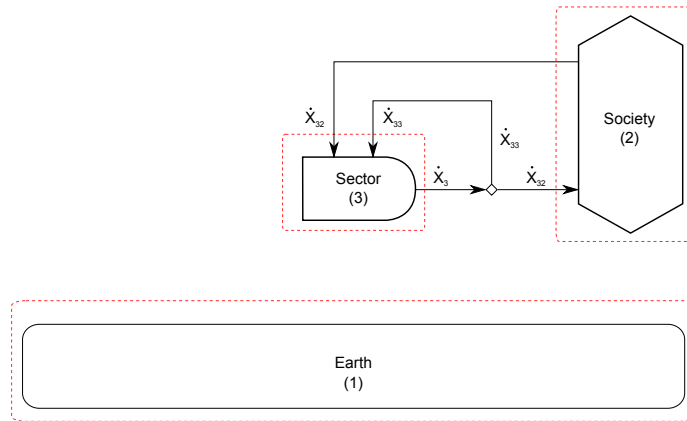 Society
(2)
Ẋ₃₂
Ẋ₃₃
Ẋ₃₃
Sector
(3)
Ẋ₃
Ẋ₃₂
Earth
(1)